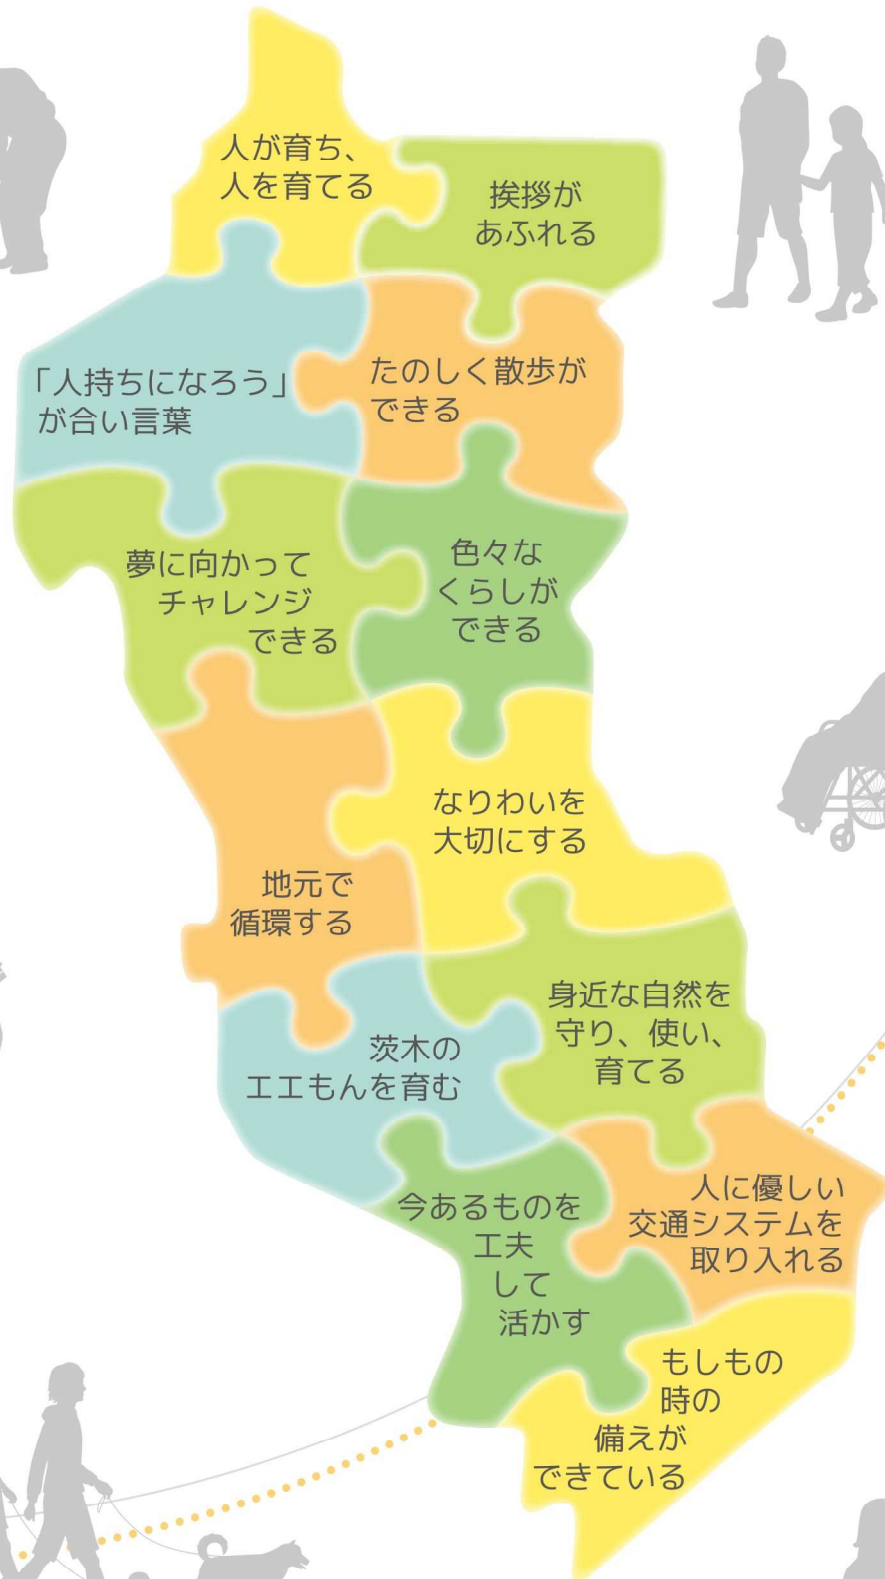 人が育ち、
人を育てる
挨拶が
あふれる
「人持ちになろう」
が合い言葉
たのしく散歩が
できる
夢に向かって
チャレンジ
できる
色々な
くらしが
できる
なりわいを
大切にする
地元で
循環する
身近な自然を
守り、使い、
育てる
茨木の
エエもんを育む
今あるものを
工夫
して
活かす
人に優しい
交通システムを
取り入れる
もしもの
時の
備えが
できている